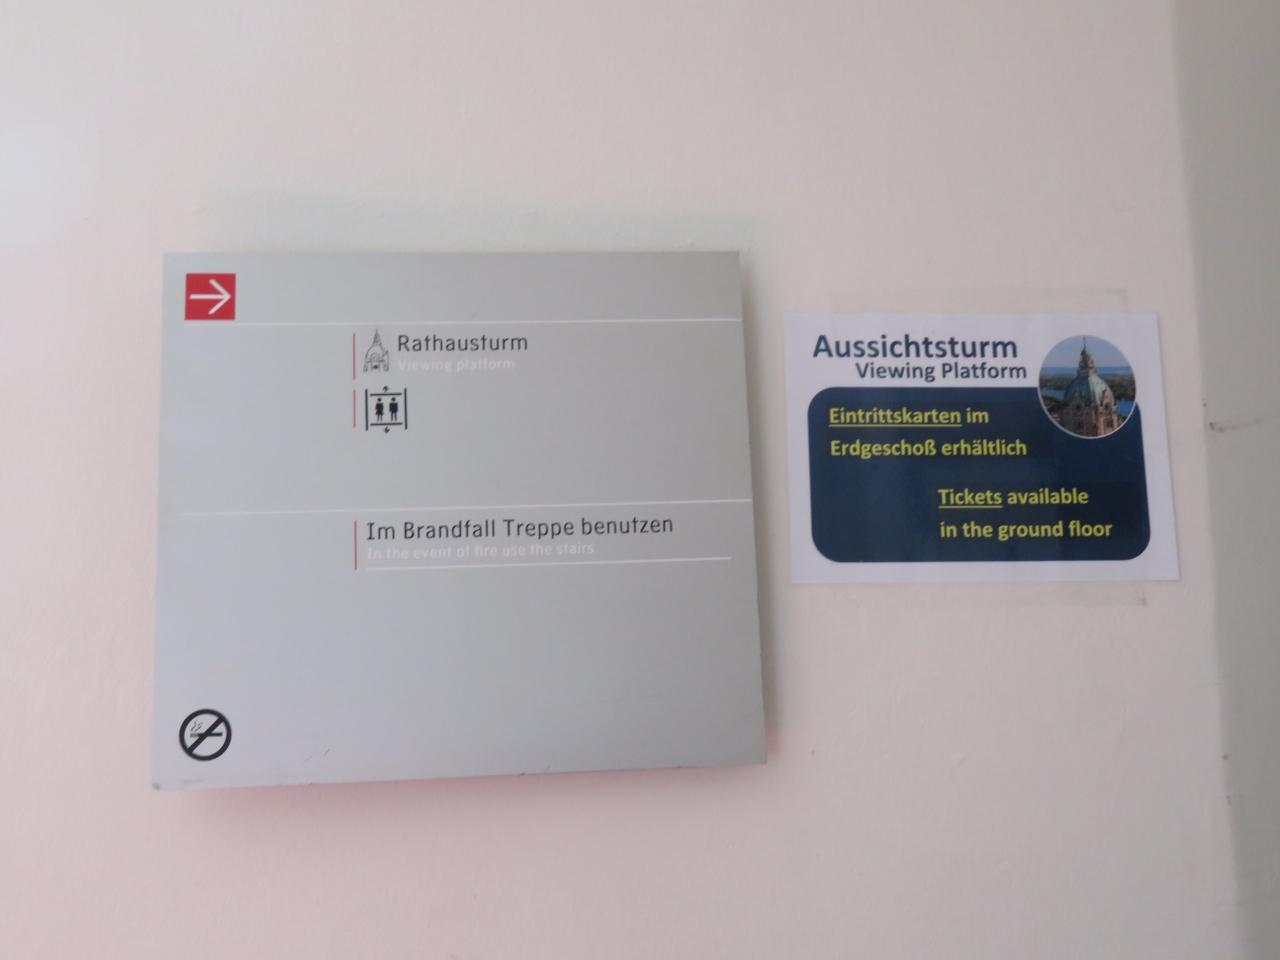 Rathausturm
Viewing platform
Im Brandfall Treppe benutzen
In the event of fire use the stairs
Aussichtsturm
Viewing Platform
Eintrittskarten im
Erdgeschoß erhältlich
Tickets available
in the ground floor